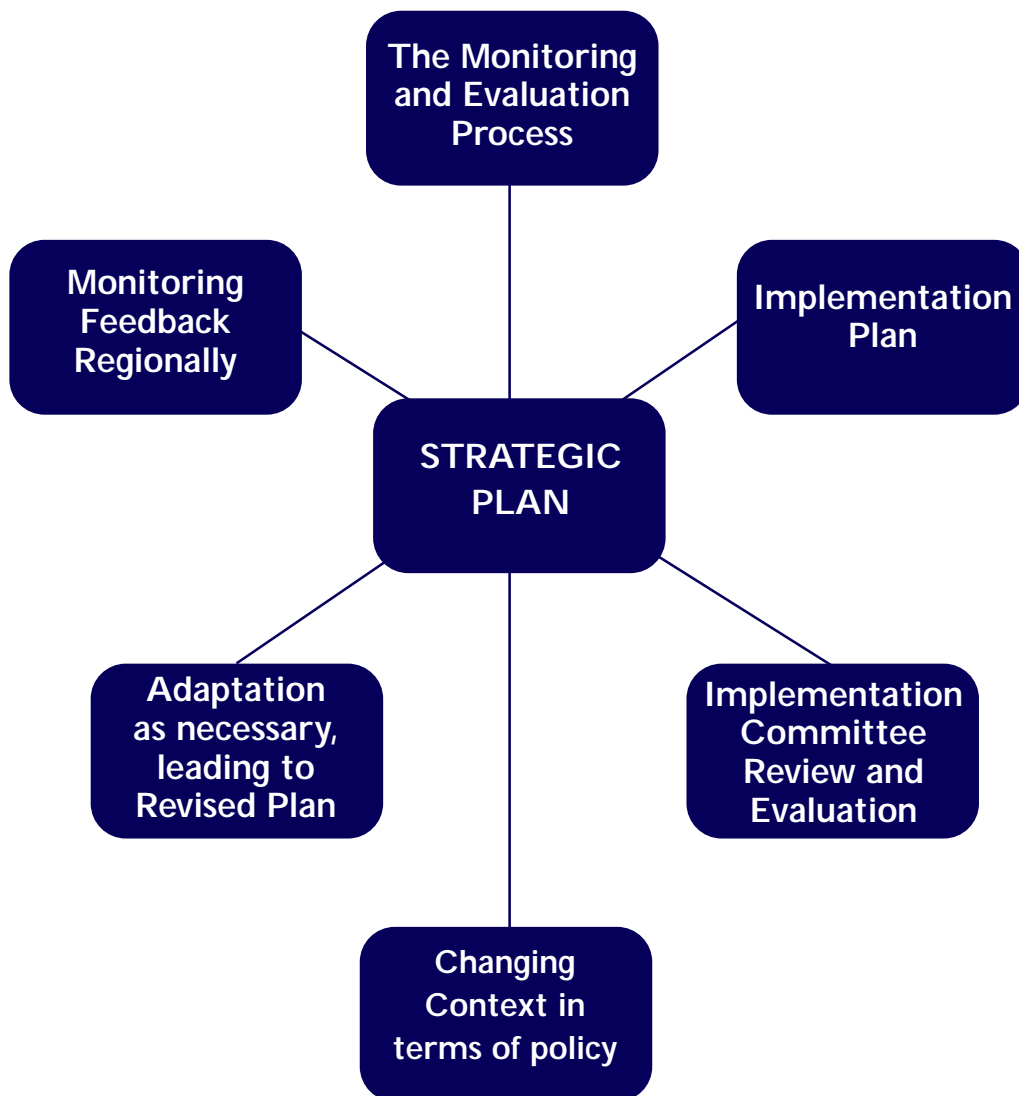 The Monitoring
and Evaluation
Process
Monitoring
Feedback
Regionally
Implementation
Plan
STRATEGIC
PLAN
Adaptation
as necessary,
leading to
Revised Plan
Implementation
Committee
Review and
Evaluation
Changing
Context in
terms of policy